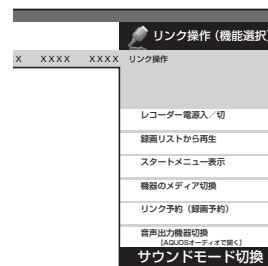 リンク操作（機能選択
X XXXX XXXX リンク操作
レコーダー電源入／切
録画リストから再生
スタートメニュー表示
機器のメディア切換
リンク予約（録画予約）
音声出力機器切換
［AQUOSオーディオで聞く］
サウンドモード切換